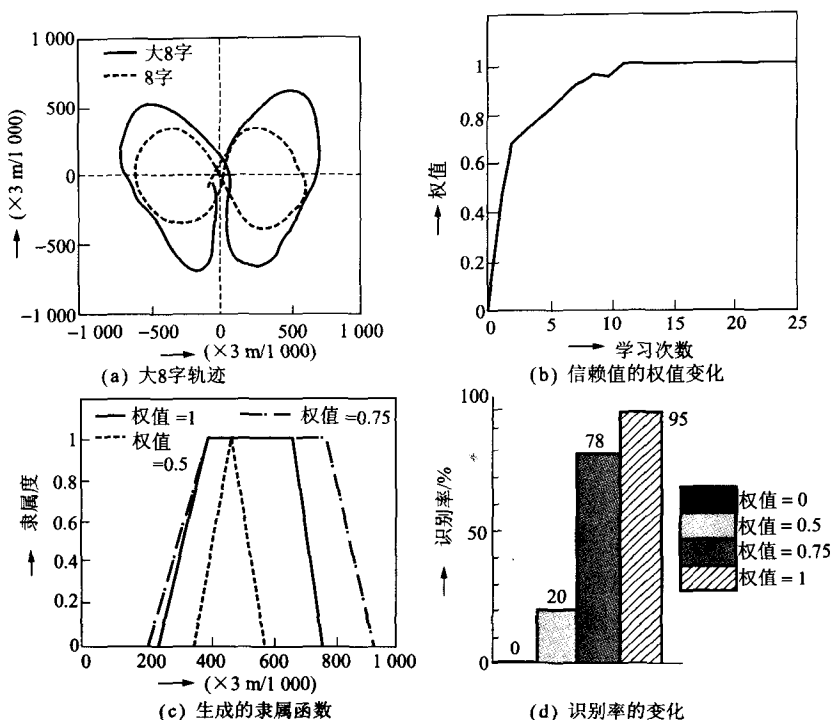 1 000
500
0
−500
−1 000
大8字
8字
(×3 m/1 000)
−1 000 −500 0 500 1 000
(×3 m/1 000)
(a) 大8字轨迹
1
0.8
0.6
0.4
0.2
0
权值
0 5 10 15 20 25
学习次数
(b) 信赖值的权值变化
权值=1
权值=0.75
权值
=0.5
1
0.8
0.6
0.4
0.2
0
隶属度
0 200 400 600 800 1 000
(×3 m/1 000)
(c) 生成的隶属函数
100
50
0
识别率/%
0
20
78
95
权值=0
权值=0.5
权值=0.75
权值=1
(d) 识别率的变化